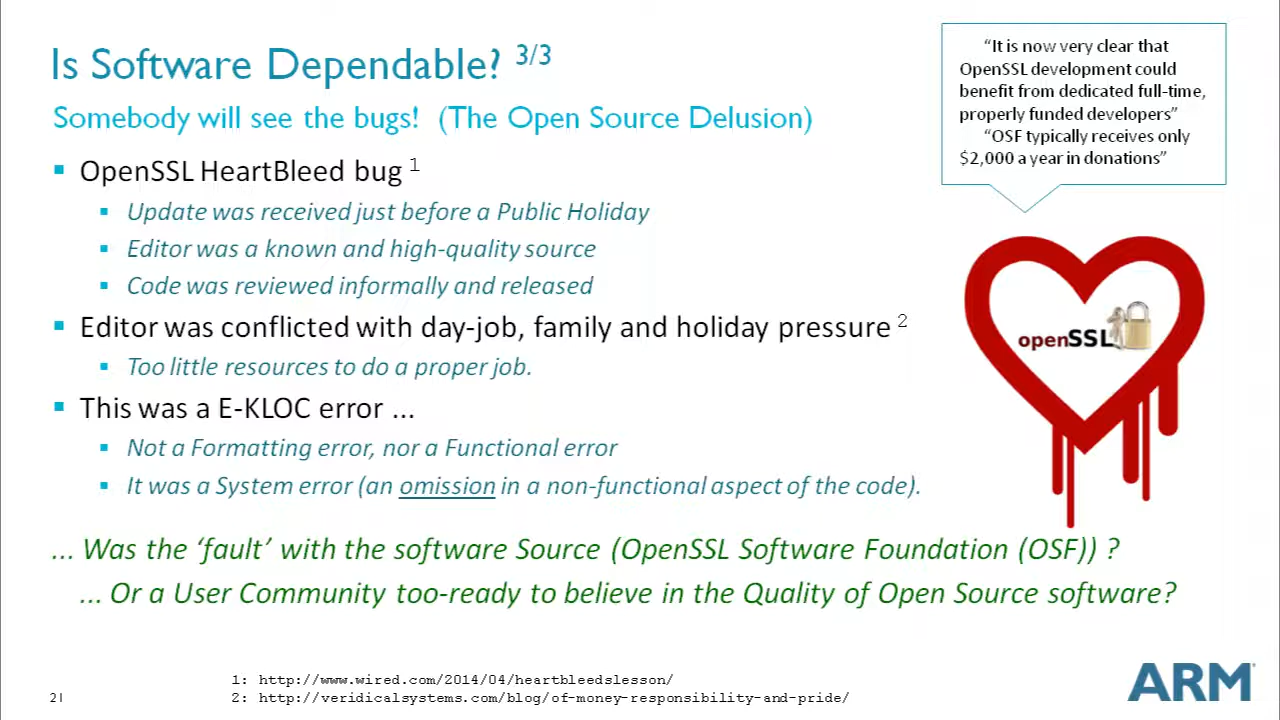 Is Software Dependable? 3/3
Somebody will see the bugs! (The Open Source Delusion)
▪ OpenSSL HeartBleed bug 1
▪ Update was received just before a Public Holiday
▪ Editor was a known and high-quality source
▪ Code was reviewed informally and released
▪ Editor was conflicted with day-job, family and holiday pressure 2
▪ Too little resources to do a proper job.
▪ This was a E-KLOC error ...
▪ Not a Formatting error, nor a Functional error
▪ It was a System error (an omission in a non-functional aspect of the code).
... Was the ‘fault’ with the software Source (OpenSSL Software Foundation (OSF)) ?
... Or a User Community too-ready to believe in the Quality of Open Source software?
“It is now very clear that
OpenSSL development could
benefit from dedicated full-time,
properly funded developers”
“OSF typically receives only
$2,000 a year in donations”
openSSL
1: http://www.wired.com/2014/04/heartbleedslesson/
2: http://veridicalsystems.com/blog/of-money-responsibility-and-pride/
21
ARM